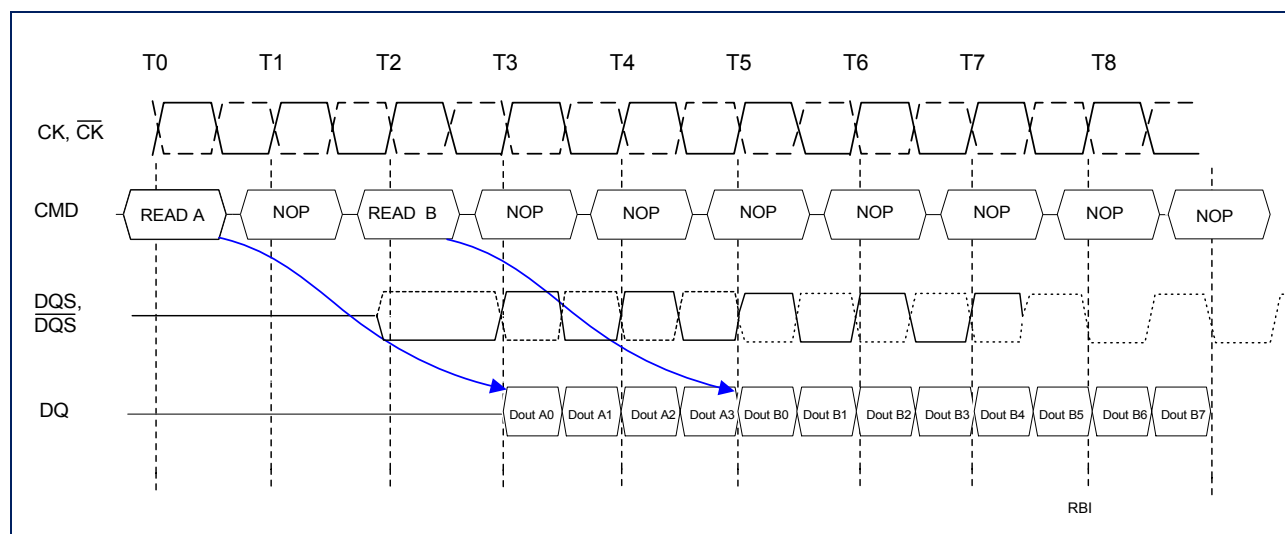 T0 T1 T2 T3 T4 T5 T6 T7 T8
CK, CK
CMD READ A NOP READ B NOP NOP NOP NOP NOP NOP NOP
DQS,
DQS
DQ Dout A0 Dout A1 Dout A2 Dout A3 Dout B0 Dout B1 Dout B2 Dout B3 Dout B4 Dout B5 Dout B6 Dout B7
RBI